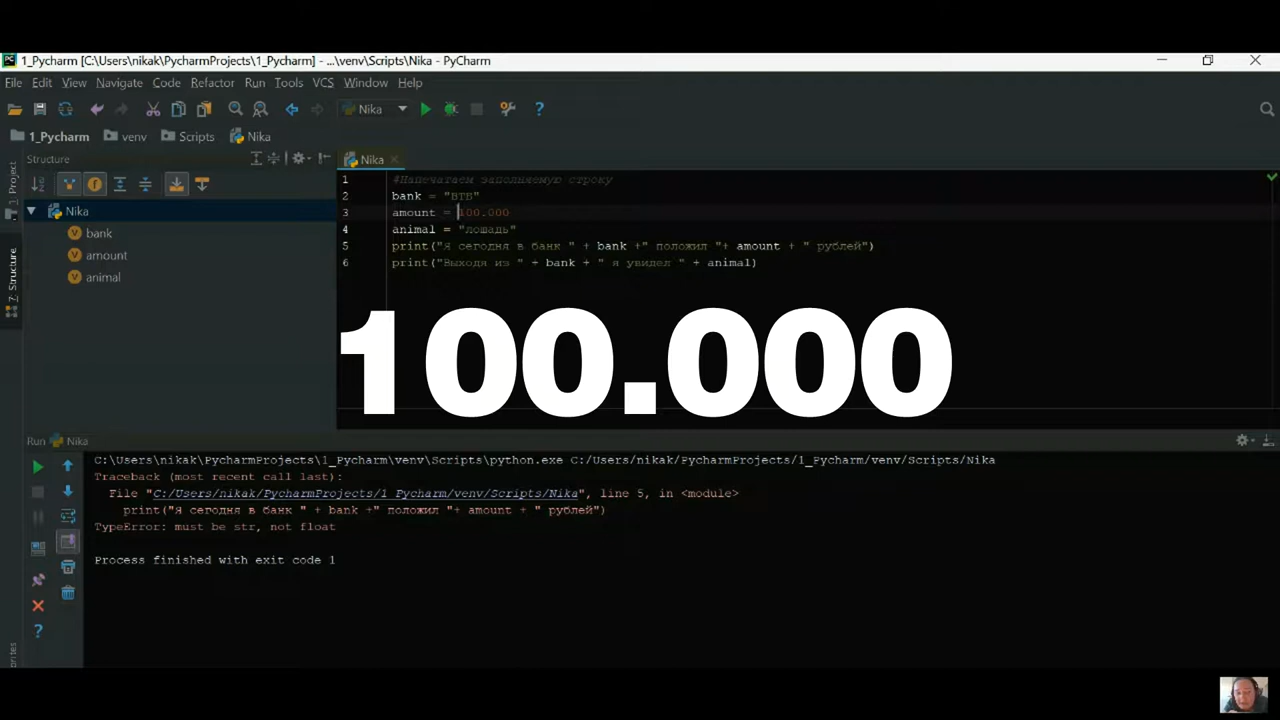 1_Pycharm [C:\Users\nikak\PycharmProjects\1_Pycharm] - ...\venv\Scripts\Nika - PyCharm
File Edit View Navigate Code Refactor Run Tools VCS Window Help
Nika
1_Pycharm venv Scripts Nika
Structure
Nika
1: Project
7: Structure
Nika
bank
amount
animal
1 #Напечатаем заполняемую строку
2 bank = "ВТБ"
3 amount = 100.000
4 animal = "лошадь"
5 print("Я сегодня в банк " + bank +" положил "+ amount + " рублей")
6 print("Выходя из " + bank + " я увидел " + animal)
100.000
Run Nika
C:\Users\nikak\PycharmProjects\1_Pycharm\venv\Scripts\python.exe C:/Users/nikak/PycharmProjects/1_Pycharm/venv/Scripts/Nika
Traceback (most recent call last):
File "C:/Users/nikak/PycharmProjects/1_Pycharm/venv/Scripts/Nika", line 5, in <module>
print("Я сегодня в банк " + bank +" положил "+ amount + " рублей")
TypeError: must be str, not float
Process finished with exit code 1